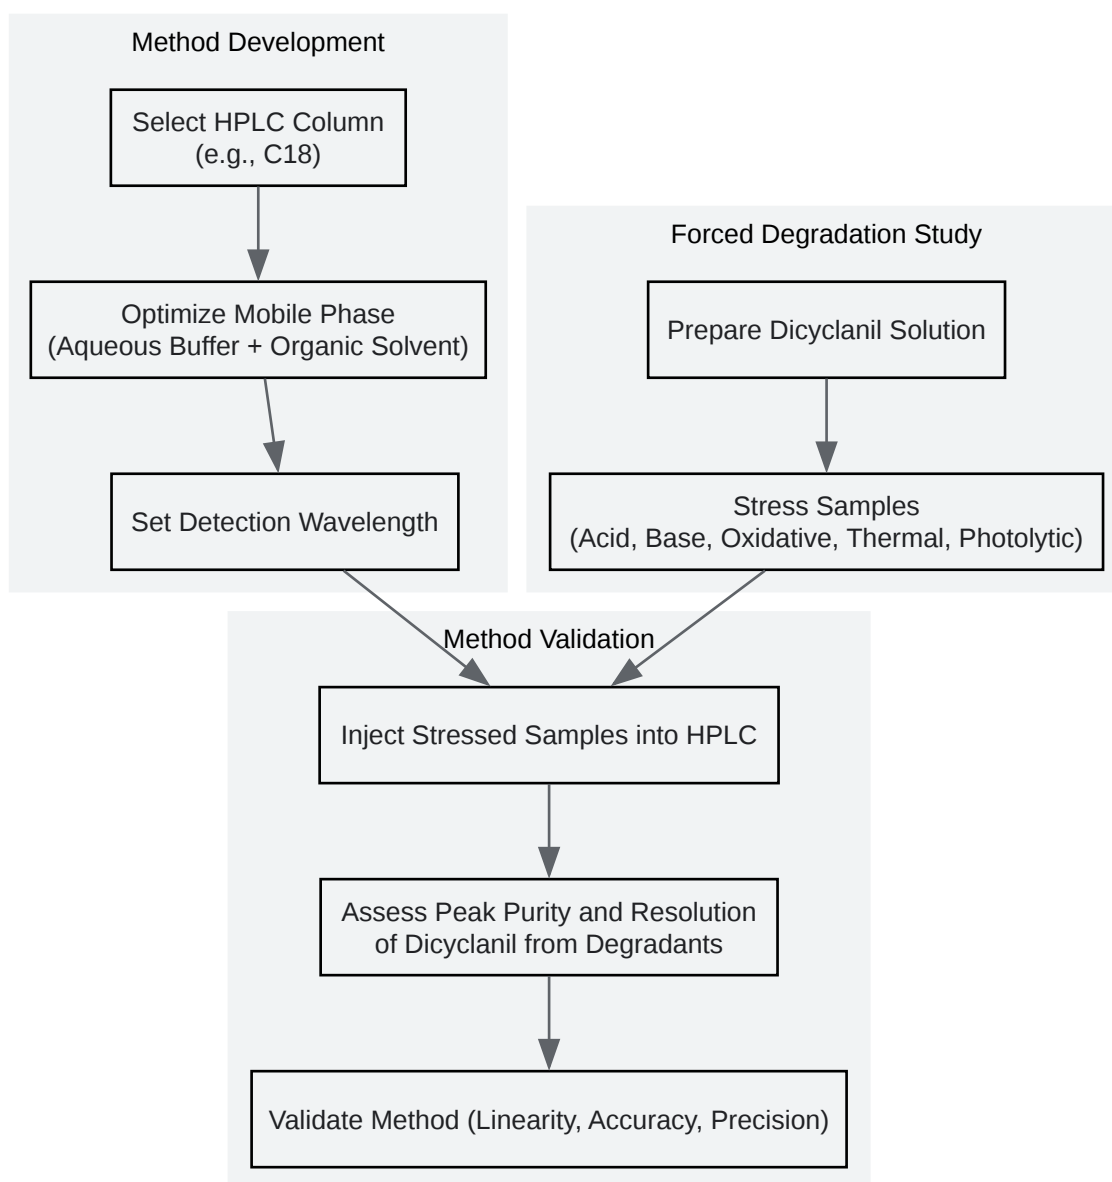 Method Development
Select HPLC Column
(e.g., C18)
Optimize Mobile Phase
(Aqueous Buffer + Organic Solvent)
Set Detection Wavelength
Forced Degradation Study
Prepare Dicyclanil Solution
Stress Samples
(Acid, Base, Oxidative, Thermal, Photolytic)
Method Validation
Inject Stressed Samples into HPLC
Assess Peak Purity and Resolution
of Dicyclanil from Degradants
Validate Method (Linearity, Accuracy, Precision)